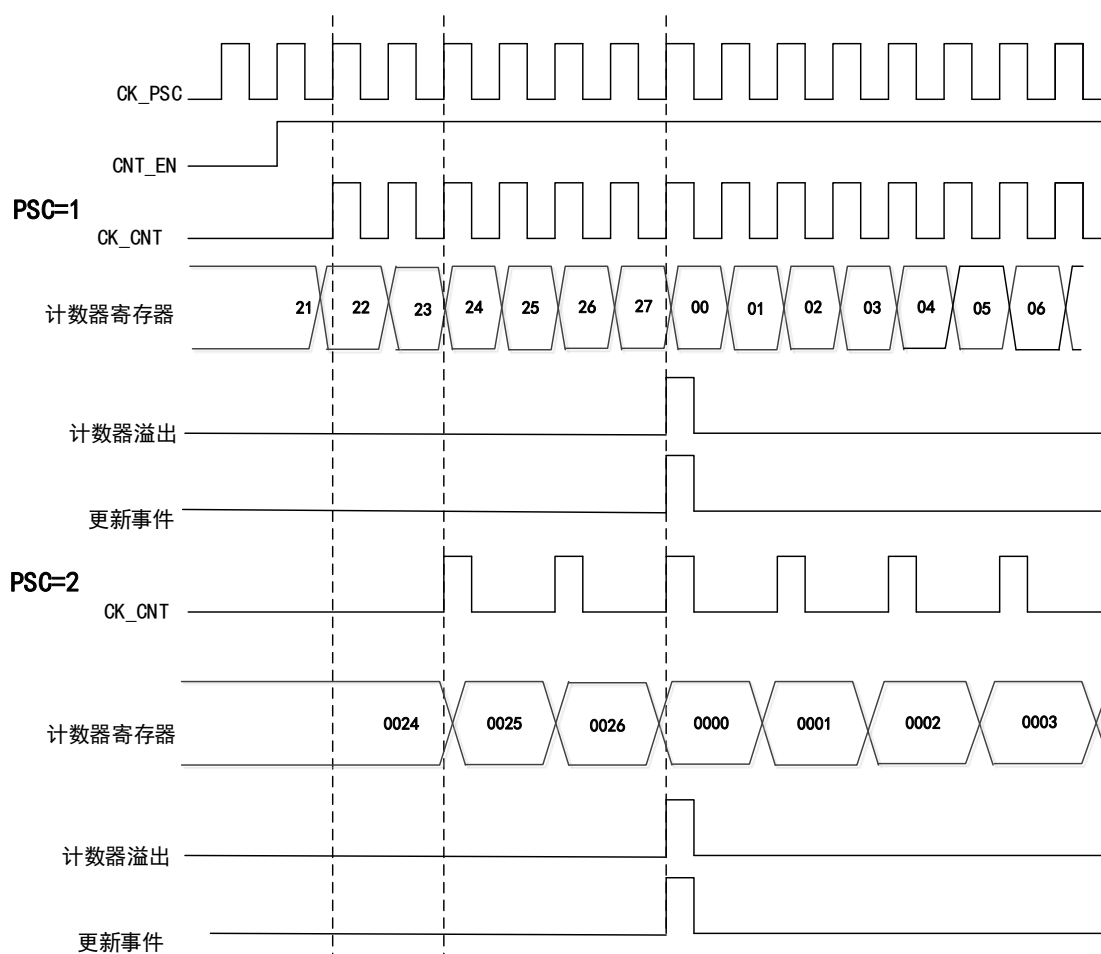 CK_PSC
CNT_EN
PSC=1
CK_CNT
计数器寄存器 21 22 23 24 25 26 27 00 01 02 03 04 05 06
计数器溢出
更新事件
PSC=2
CK_CNT
计数器寄存器 0024 0025 0026 0000 0001 0002 0003
计数器溢出
更新事件